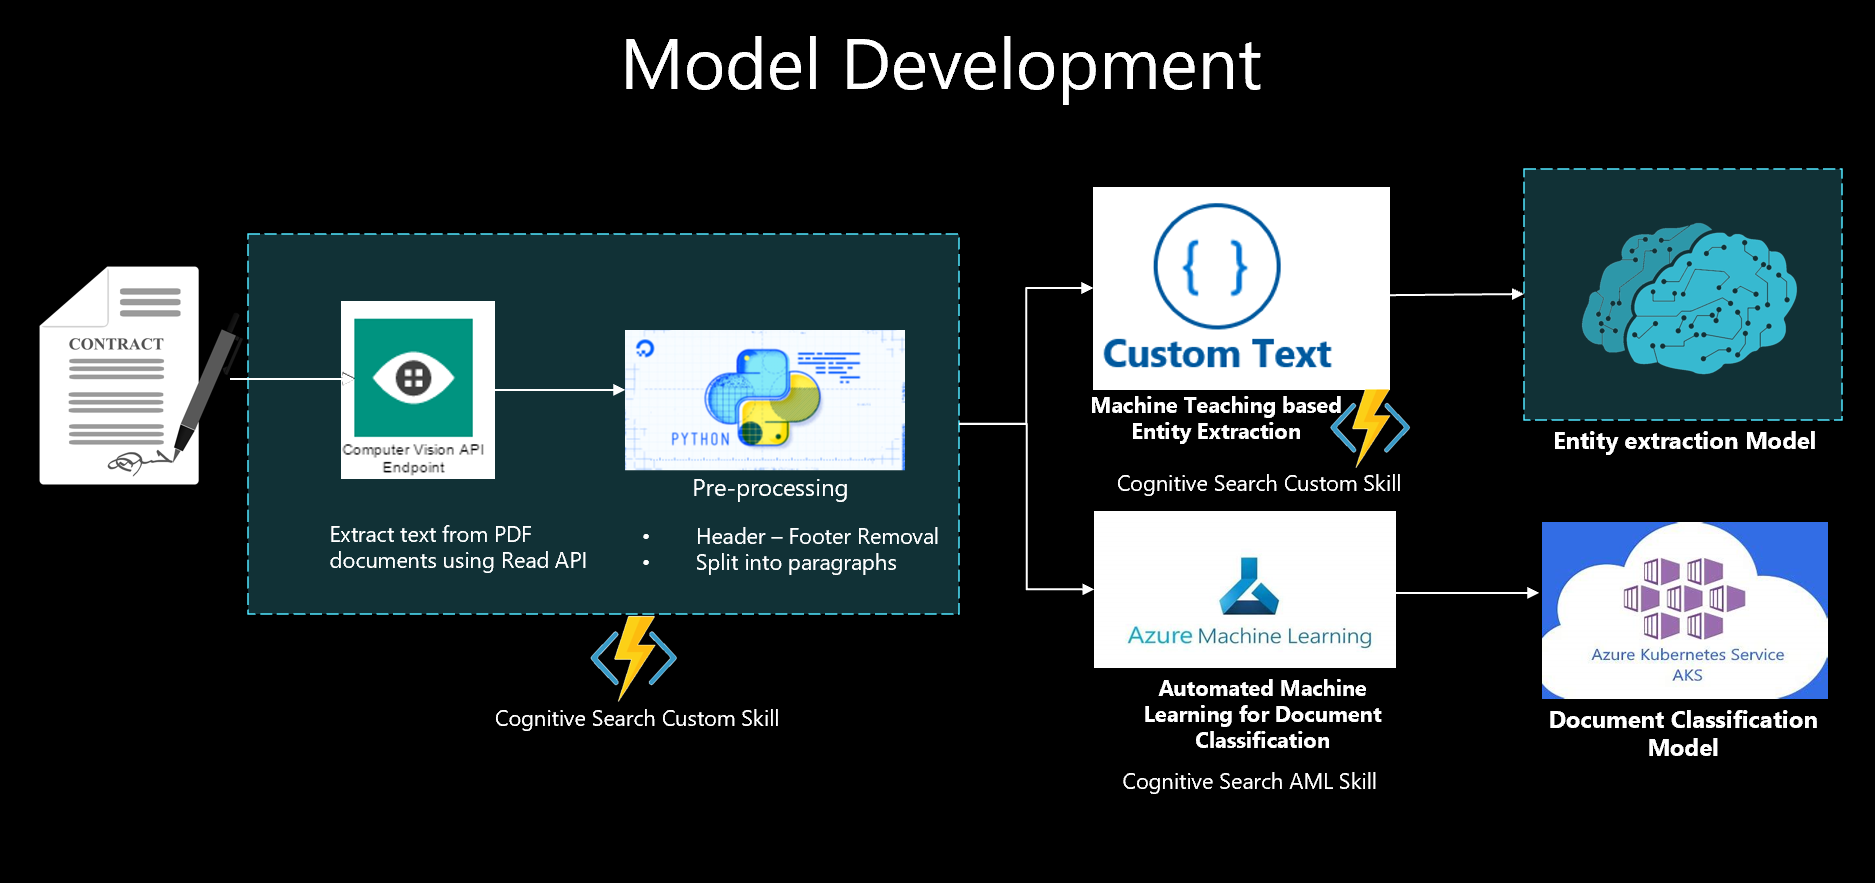 Model Development
CONTRACT
Computer Vision API
Endpoint
Extract text from PDF
documents using Read API
PYTHON
Pre-processing
• Header – Footer Removal
• Split into paragraphs
Cognitive Search Custom Skill
{ }
Custom Text
Machine Teaching based
Entity Extraction
Cognitive Search Custom Skill
Entity extraction Model
Azure Machine Learning
Automated Machine
Learning for Document
Classification
Cognitive Search AML Skill
Azure Kubernetes Service
AKS
Document Classification
Model